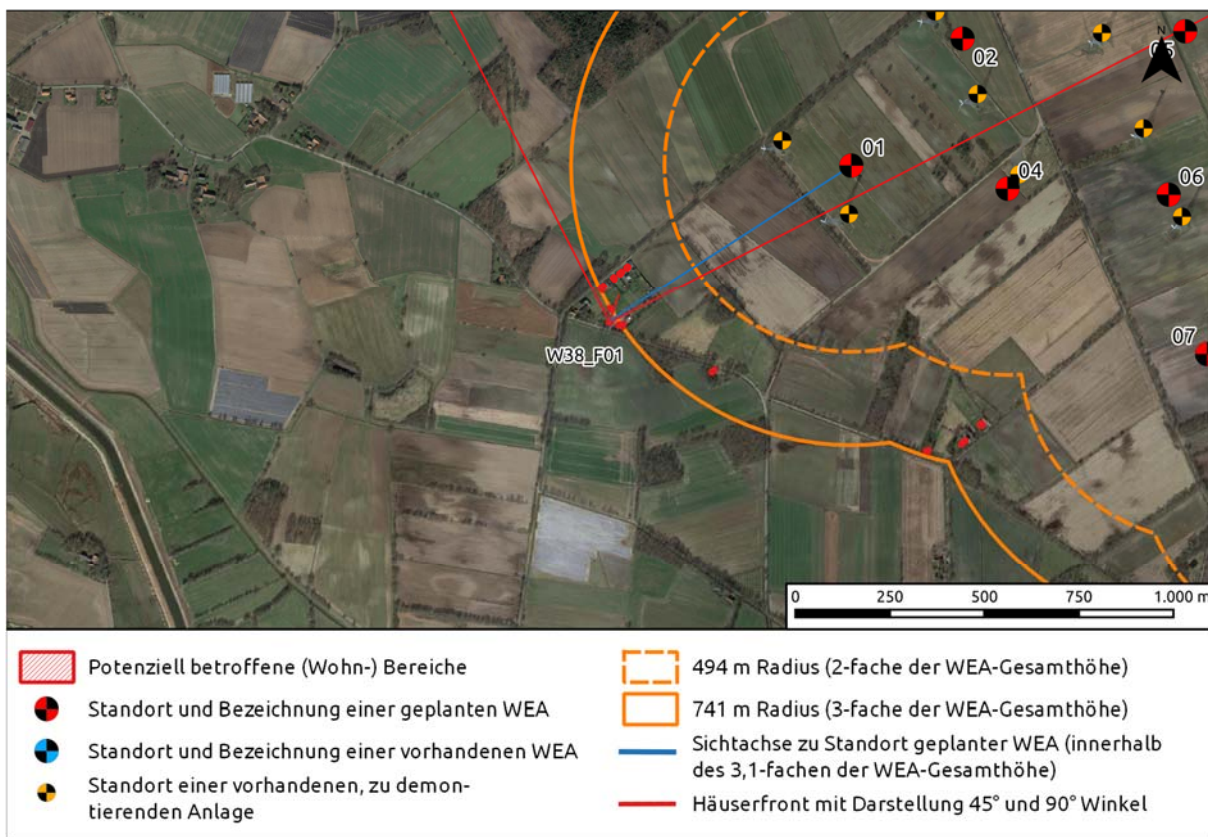 N
02
05
01
04
06
07
W38_F01
0 250 500 750 1.000 m
Potenziell betroffene (Wohn-) Bereiche
Standort und Bezeichnung einer geplanten WEA
Standort und Bezeichnung einer vorhandenen WEA
Standort einer vorhandenen, zu demon-
tierenden Anlage
494 m Radius (2-fache der WEA-Gesamthöhe)
741 m Radius (3-fache der WEA-Gesamthöhe)
Sichtachse zu Standort geplanter WEA (innerhalb
des 3,1-fachen der WEA-Gesamthöhe)
Häuserfront mit Darstellung 45° und 90° Winkel